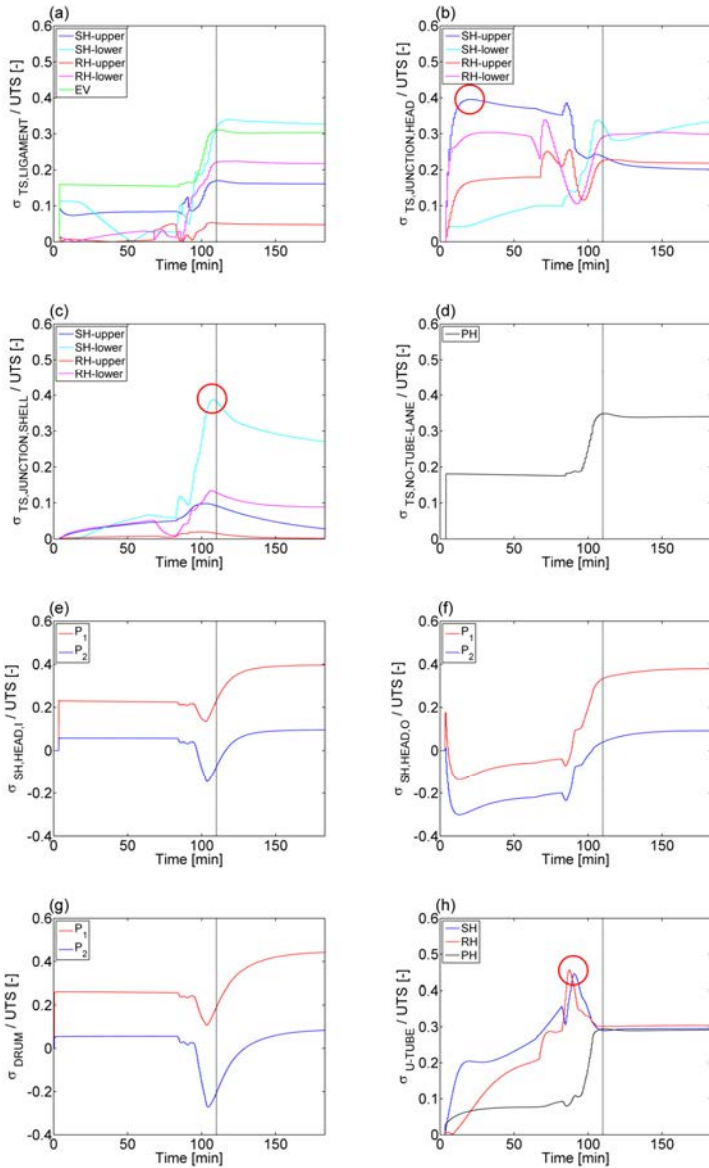 (a)
σ TS,LIGAMENT / UTS [-]
0.6
0.5
0.4
0.3
0.2
0.1
0
SH-upper
SH-lower
RH-upper
RH-lower
EV
0 50 100 150
Time [min]
(b)
σ TS,JUNCTION,HEAD / UTS [-]
0.6
0.5
0.4
0.3
0.2
0.1
0
SH-upper
SH-lower
RH-upper
RH-lower
0 50 100 150
Time [min]
(c)
σ TS,JUNCTION,SHELL / UTS [-]
0.6
0.5
0.4
0.3
0.2
0.1
0
SH-upper
SH-lower
RH-upper
RH-lower
0 50 100 150
Time [min]
(d)
σ TS,NO-TUBE-LANE / UTS [-]
0.6
0.5
0.4
0.3
0.2
0.1
0
PH
0 50 100 150
Time [min]
(e)
σ SH,HEAD,I / UTS [-]
0.6
0.4
0.2
0
-0.2
-0.4
P1
P2
0 50 100 150
Time [min]
(f)
σ SH,HEAD,O / UTS [-]
0.6
0.4
0.2
0
-0.2
-0.4
P1
P2
0 50 100 150
Time [min]
(g)
σ DRUM / UTS [-]
0.6
0.4
0.2
0
-0.2
-0.4
P1
P2
0 50 100 150
Time [min]
(h)
σ U-TUBE / UTS [-]
0.6
0.5
0.4
0.3
0.2
0.1
0
SH
RH
PH
0 50 100 150
Time [min]